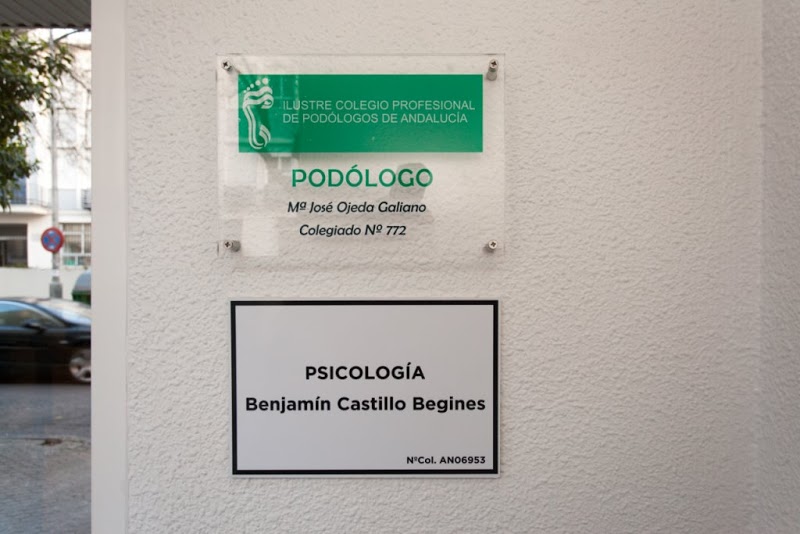 ILUSTRE COLEGIO PROFESIONAL
DE PODÓLOGOS DE ANDALUCÍA
PODÓLOGO
Mª José Ojeda Galiano
Colegiado Nº 772
PSICOLOGÍA
Benjamín Castillo Begines
NºCol. AN06953